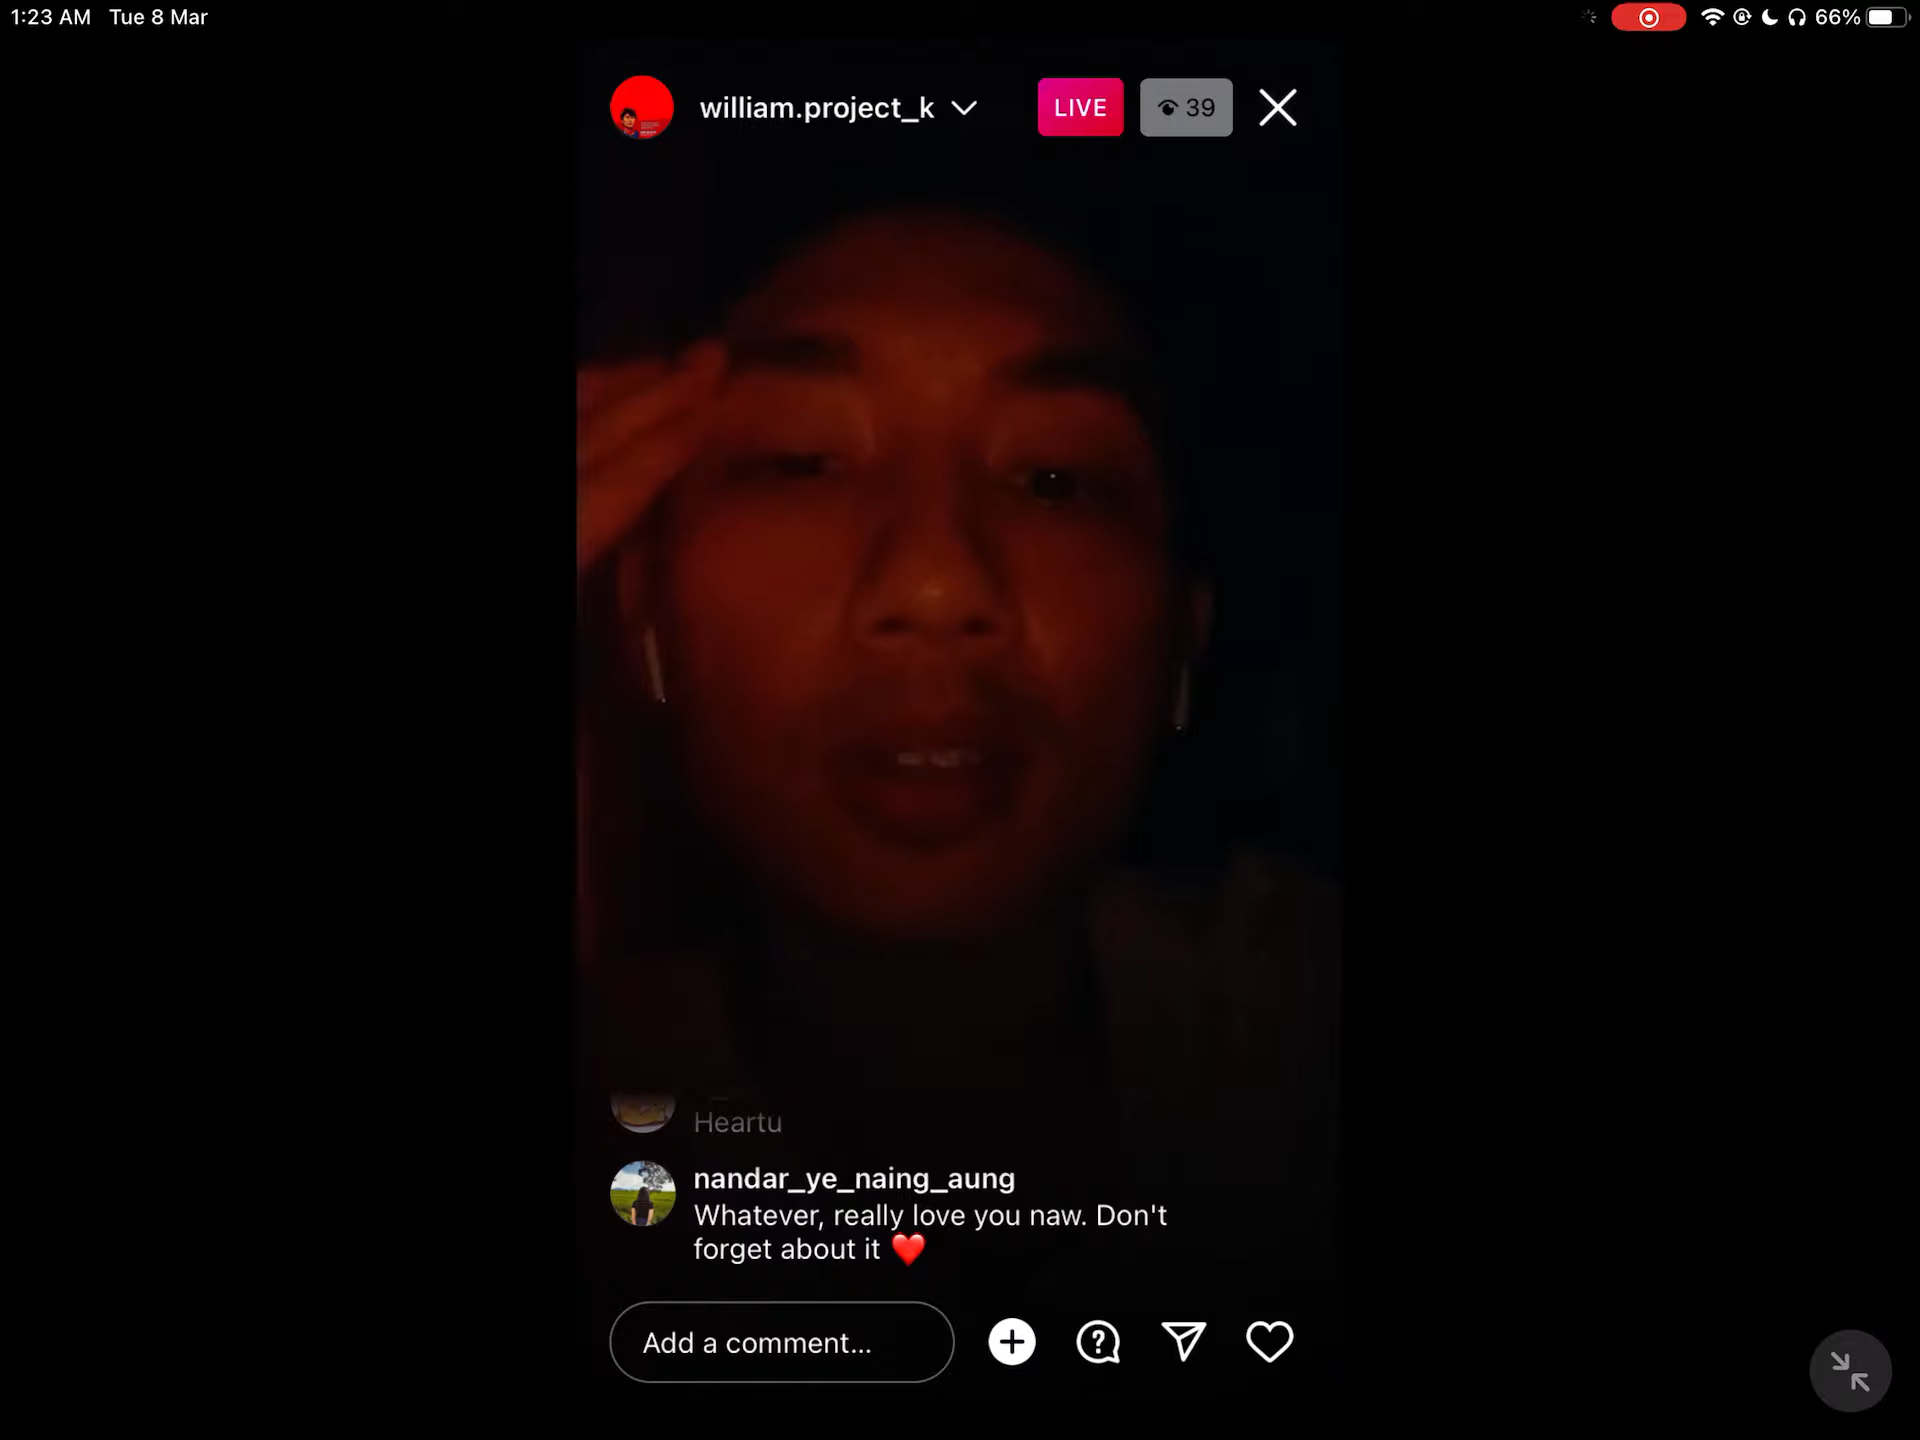 1:23 AM Tue 8 Mar
66%
william.project_k
LIVE
39
Heartu
nandar_ye_naing_aung
Whatever, really love you naw. Don't
forget about it ❤️
Add a comment...